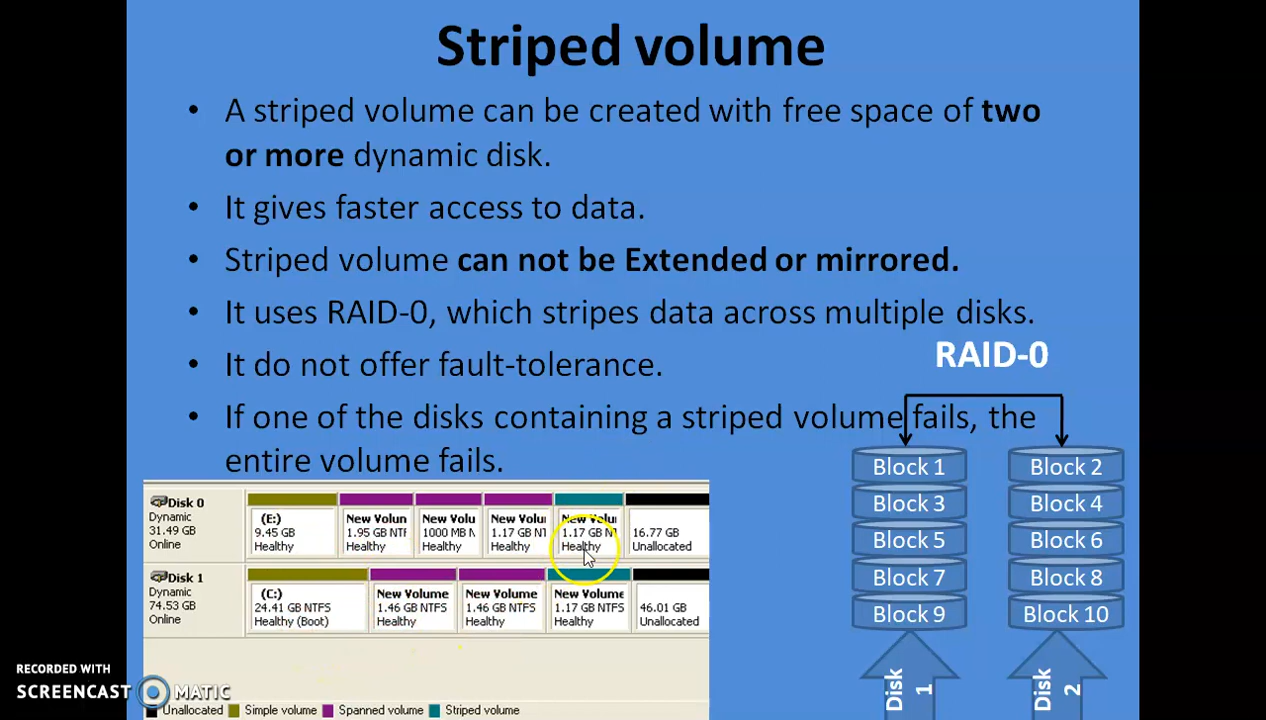 Striped volume
• A striped volume can be created with free space of two
or more dynamic disk.
• It gives faster access to data.
• Striped volume can not be Extended or mirrored.
• It uses RAID-0, which stripes data across multiple disks.
RAID-0
• It do not offer fault-tolerance.
• If one of the disks containing a striped volume fails, the
entire volume fails.
Block 1 Block 2
Block 3 Block 4
Block 5 Block 6
Block 7 Block 8
Block 9 Block 10
Disk 1 Disk 2
Disk 0
Dynamic
31.49 GB
Online
(E:)
9.45 GB
Healthy
New Volun
1.95 GB NTF
Healthy
New Volu
1000 MB N
Healthy
New Volu
1.17 GB NT
Healthy
New Volu
1.17 GB NT
Healthy
16.77 GB
Unallocated
Disk 1
Dynamic
74.53 GB
Online
(C:)
24.41 GB NTFS
Healthy (Boot)
New Volume
1.46 GB NTFS
Healthy
New Volume
1.46 GB NTFS
Healthy
New Volume
1.17 GB NTFS
Healthy
46.01 GB
Unallocated
Unallocated Simple volume Spanned volume Striped volume
RECORDED WITH
SCREENCAST MATIC